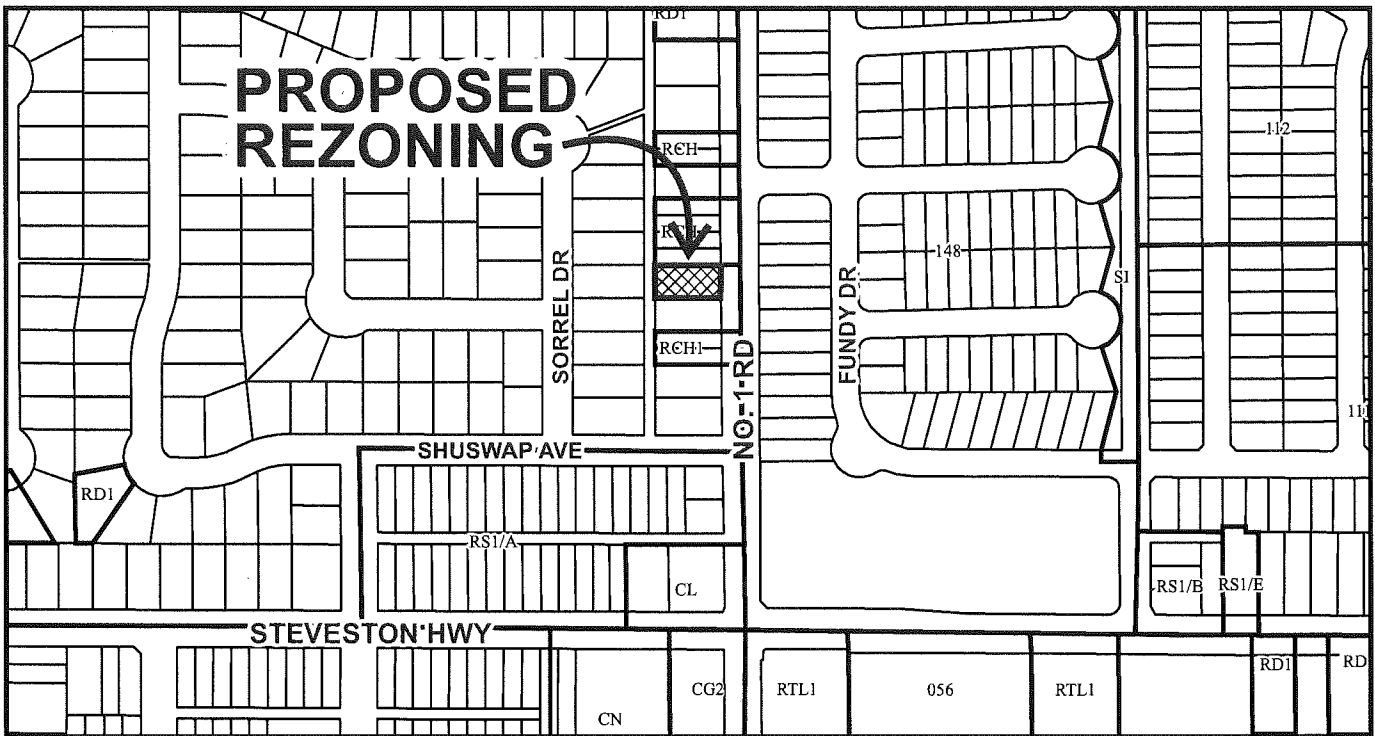 RD1
PROPOSED
REZONING
RCH
RCH
RCH1
SORREL DR
NO. 1 RD
FUNDY DR
148
SI
112
SHUSWAP AVE
RD1
RS1/A
CL
RS1/B
RS1/E
STEVESTON HWY
CG2
CN
RTL1
056
RTL1
RD1
RD